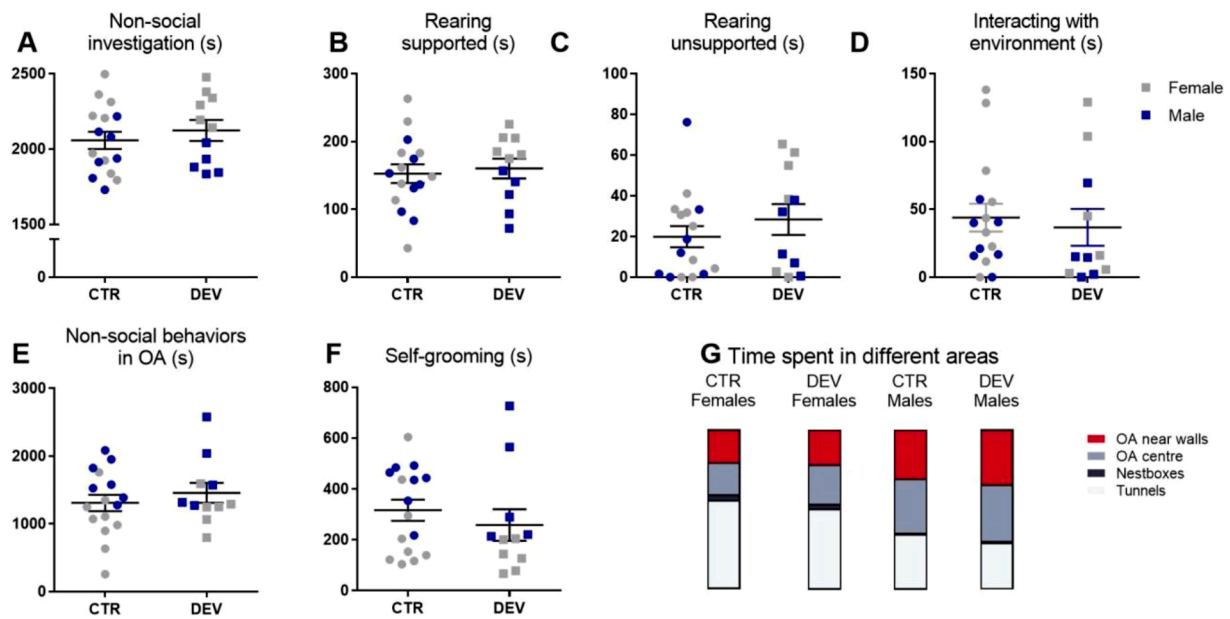 A
Non-social
investigation (s)
2500
2000
1500
0
CTR
DEV
B
Rearing
supported (s)
300
200
100
0
CTR
DEV
C
Rearing
unsupported (s)
100
80
60
40
20
0
CTR
DEV
D
Interacting with
environment (s)
150
100
50
0
CTR
DEV
Female
Male
E
Non-social behaviors
in OA (s)
3000
2000
1000
0
CTR
DEV
F
Self-grooming (s)
800
600
400
200
0
CTR
DEV
G Time spent in different areas
CTR
Females
DEV
Females
CTR
Males
DEV
Males
OA near walls
OA centre
Nestboxes
Tunnels